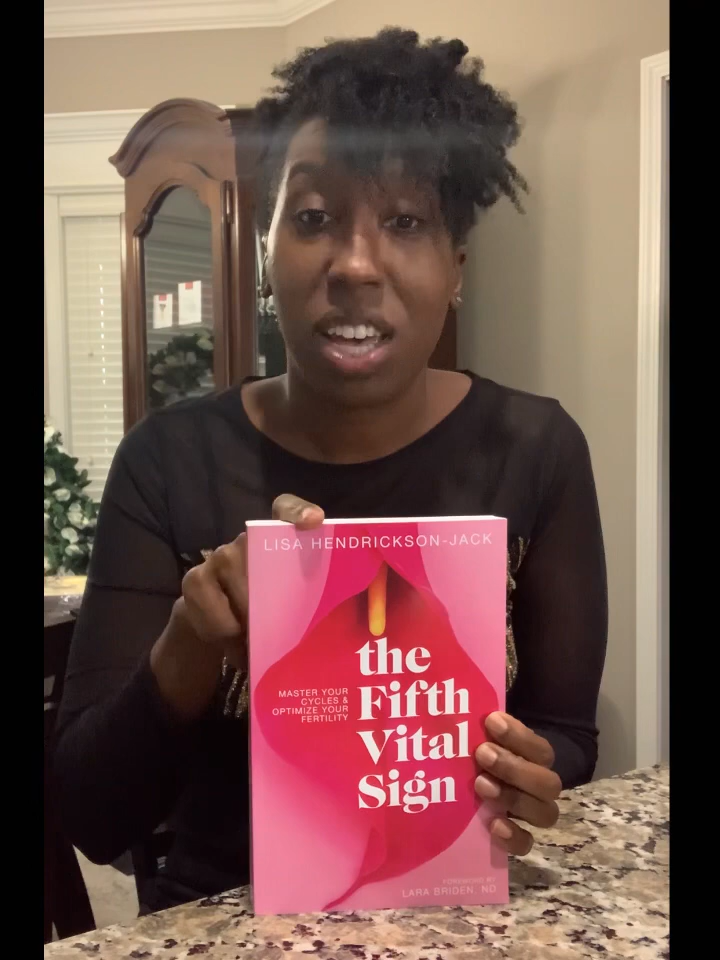 LISA HENDRICKSON-JACK
the
Fifth
Vital
Sign
MASTER YOUR
CYCLES &
OPTIMIZE YOUR
FERTILITY
FOREWORD BY
LARA BRIDEN, ND